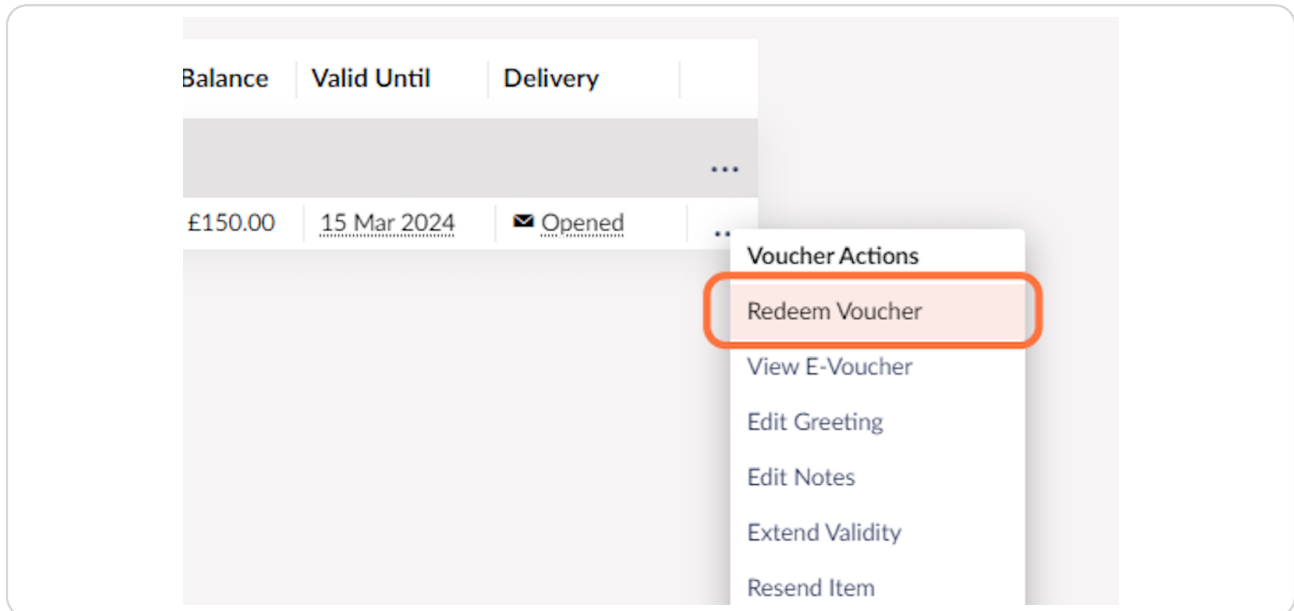 Balance Valid Until Delivery
£150.00 15 Mar 2024 Opened
Voucher Actions
Redeem Voucher
View E-Voucher
Edit Greeting
Edit Notes
Extend Validity
Resend Item